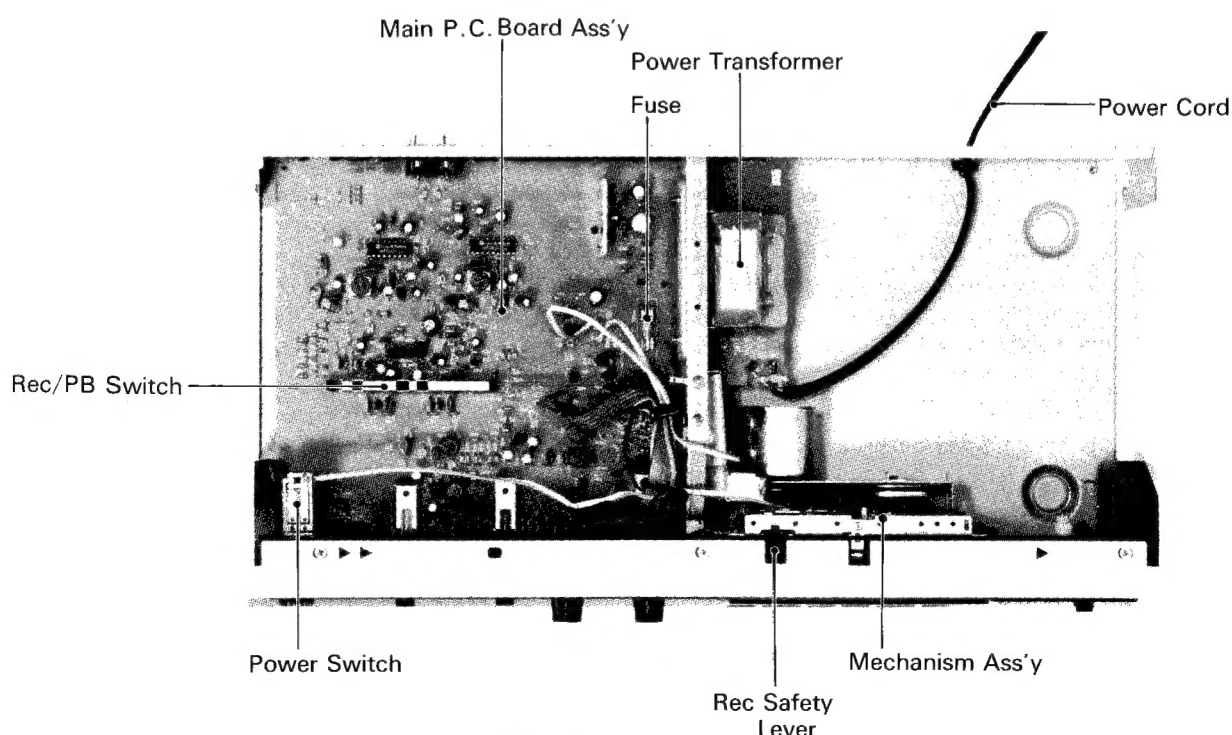 Main P.C. Board Ass'y
Power Transformer
Fuse
Power Cord
Rec/PB Switch
Power Switch
Mechanism Ass'y
Rec Safety
Lever